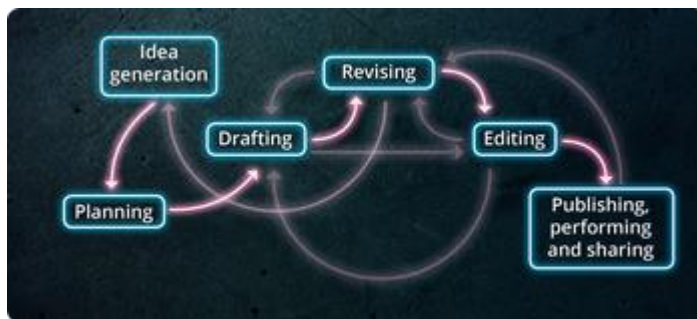 Idea
generation
Revising
Drafting
Editing
Planning
Publishing,
performing
and sharing